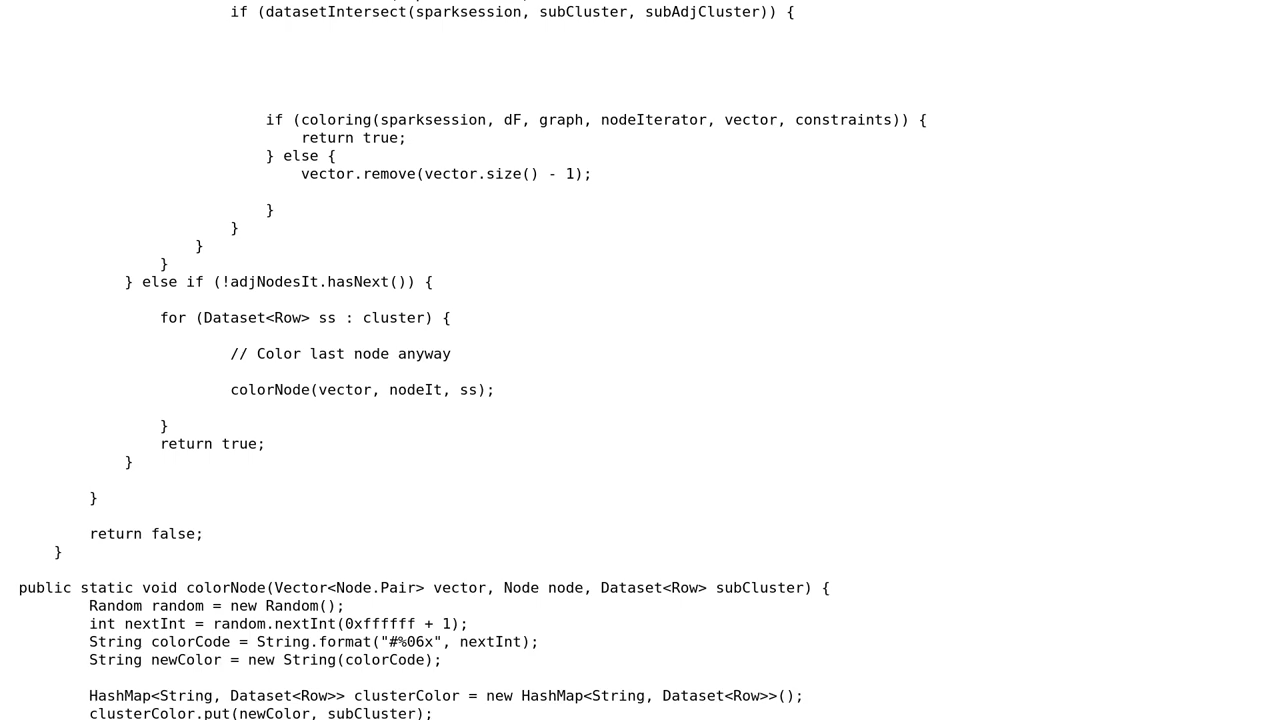 if (datasetIntersect(sparksession, subCluster, subAdjCluster)) {
if (coloring(sparksession, dF, graph, nodeIterator, vector, constraints)) {
return true;
} else {
vector.remove(vector.size() - 1);
}
}
}
}
} else if (!adjNodesIt.hasNext()) {
for (Dataset<Row> ss : cluster) {
// Color last node anyway
colorNode(vector, nodeIt, ss);
}
return true;
}
}
return false;
}
public static void colorNode(Vector<Node.Pair> vector, Node node, Dataset<Row> subCluster) {
Random random = new Random();
int nextInt = random.nextInt(0xffffff + 1);
String colorCode = String.format("#%06x", nextInt);
String newColor = new String(colorCode);
HashMap<String, Dataset<Row>> clusterColor = new HashMap<String, Dataset<Row>>();
clusterColor.put(newColor, subCluster);